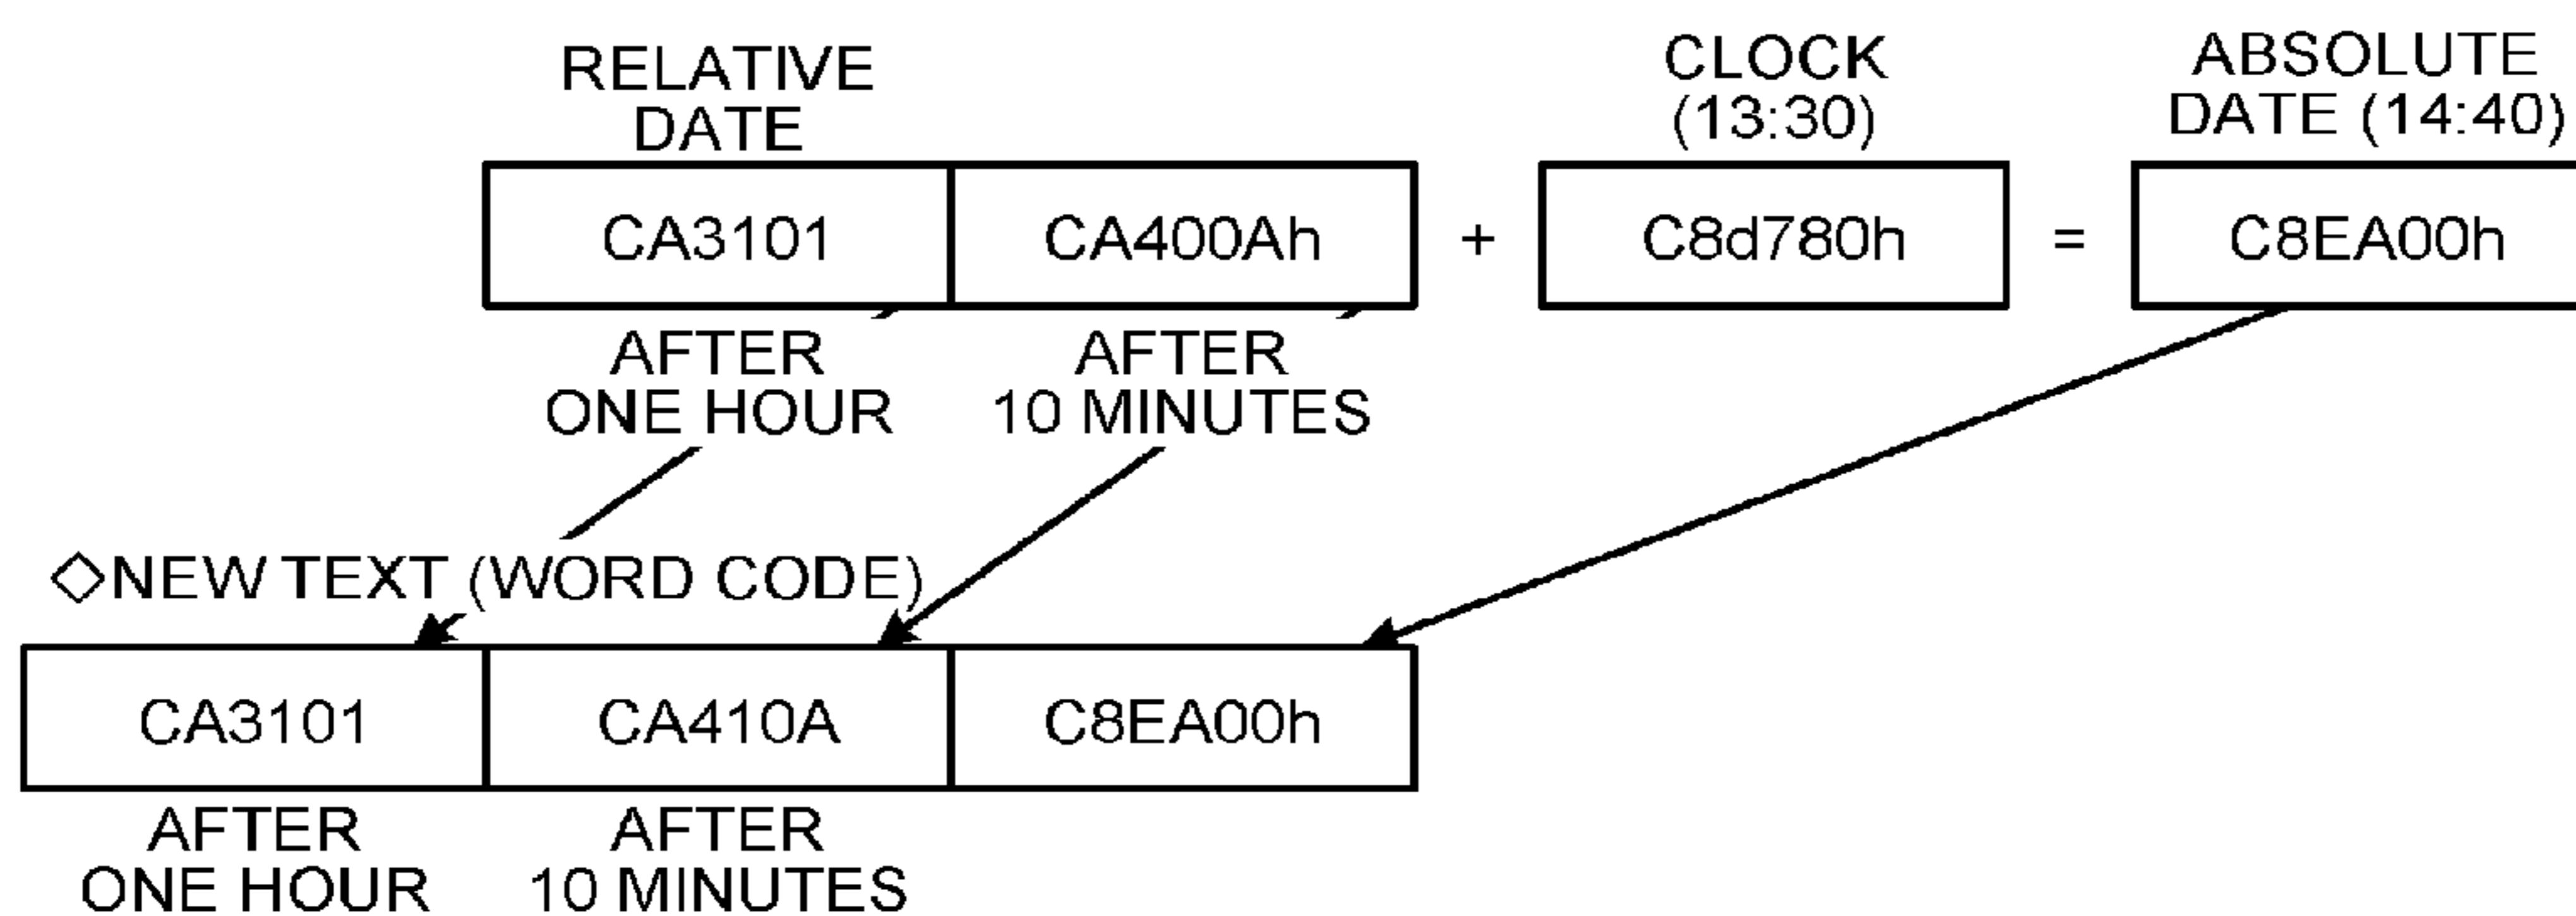 RELATIVE
DATE
CLOCK
(13:30)
ABSOLUTE
DATE (14:40)
CA3101
CA400Ah
+
C8d780h
=
C8EA00h
AFTER
ONE HOUR
AFTER
10 MINUTES
◇NEW TEXT (WORD CODE)
CA3101
CA410A
C8EA00h
AFTER
ONE HOUR
AFTER
10 MINUTES